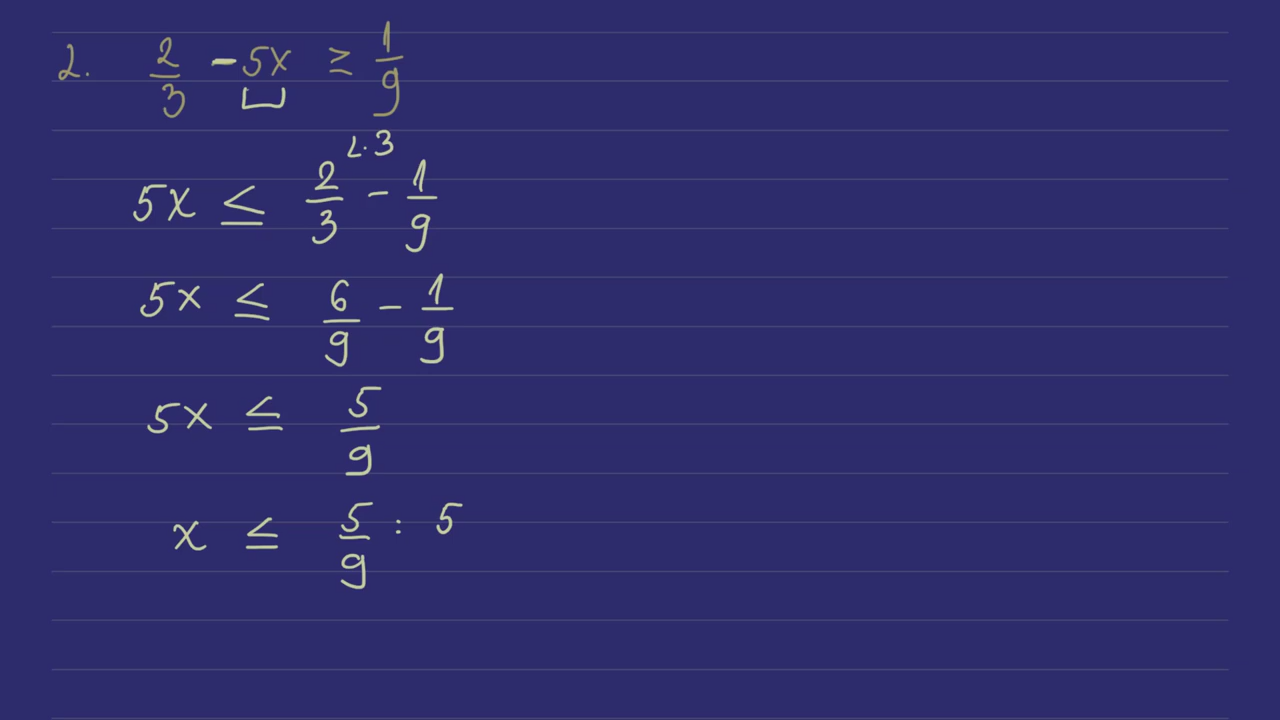 2. 2/3 - 5x ≥ 1/9
∠·3
5x ≤ 2/3 - 1/9
5x ≤ 6/9 - 1/9
5x ≤ 5/9
x ≤ 5/9 : 5